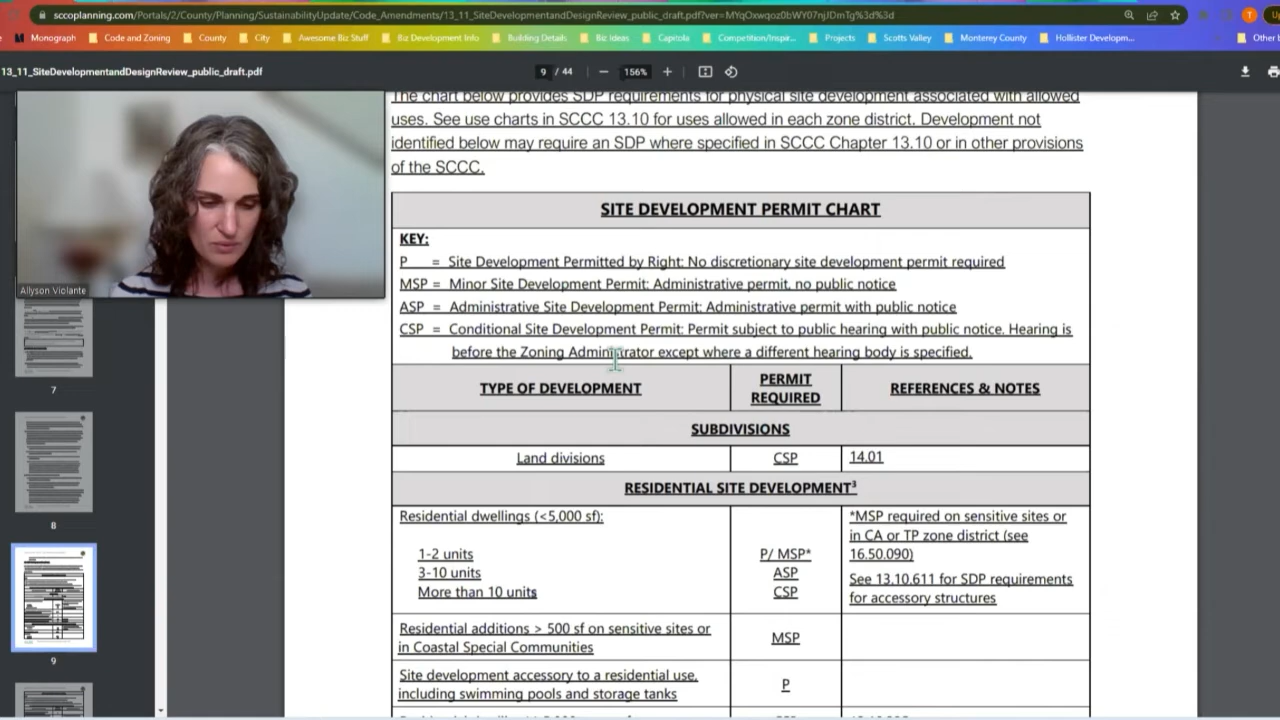 sccoplanning.com/Portals/2/County/Planning/SustainabilityUpdate/Code_Amendments/13_11_SiteDevelopmentandDesignReview_public_draft.pdf?ver=MYqOxwqoz0bWY07njJDmTg%3d%3d
Monograph Code and Zoning County City Awesome Biz Stuff Biz Development Info Building Details Biz Ideas Capitola Competition/Inspir... Projects Scotts Valley Monterey County Hollister Developm... Other b
13_11_SiteDevelopmentandDesignReview_public_draft.pdf 9 / 44 — 156% +
The chart below provides SDP requirements for physical site development associated with allowed
uses. See use charts in SCCC 13.10 for uses allowed in each zone district. Development not
identified below may require an SDP where specified in SCCC Chapter 13.10 or in other provisions
of the SCCC.
SITE DEVELOPMENT PERMIT CHART
KEY:
P = Site Development Permitted by Right: No discretionary site development permit required
MSP = Minor Site Development Permit: Administrative permit, no public notice
ASP = Administrative Site Development Permit: Administrative permit with public notice
CSP = Conditional Site Development Permit: Permit subject to public hearing with public notice. Hearing is
before the Zoning Administrator except where a different hearing body is specified.
TYPE OF DEVELOPMENT PERMIT REQUIRED REFERENCES & NOTES
SUBDIVISIONS
Land divisions CSP 14.01
RESIDENTIAL SITE DEVELOPMENT³
Residential dwellings (<5,000 sf):
1-2 units P/ MSP*
3-10 units ASP
More than 10 units CSP
*MSP required on sensitive sites or
in CA or TP zone district (see
16.50.090)
See 13.10.611 for SDP requirements
for accessory structures
Residential additions > 500 sf on sensitive sites or
in Coastal Special Communities
MSP
Site development accessory to a residential use,
including swimming pools and storage tanks
P
Allyson Violante
7
8
9